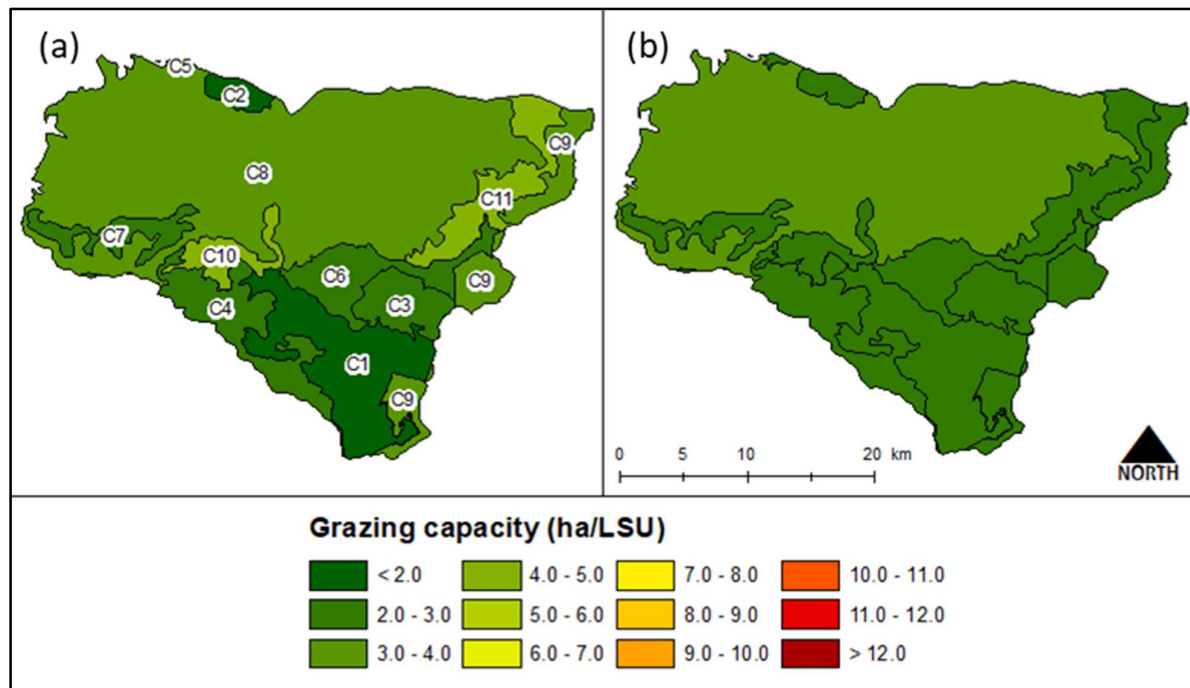 (a)
(b)
C5
C2
C9
C8
C11
C7
C10
C6
C9
C4
C3
C1
C9
0 5 10 20 km
NORTH
Grazing capacity (ha/LSU)
< 2.0 4.0 - 5.0 7.0 - 8.0 10.0 - 11.0
2.0 - 3.0 5.0 - 6.0 8.0 - 9.0 11.0 - 12.0
3.0 - 4.0 6.0 - 7.0 9.0 - 10.0 > 12.0